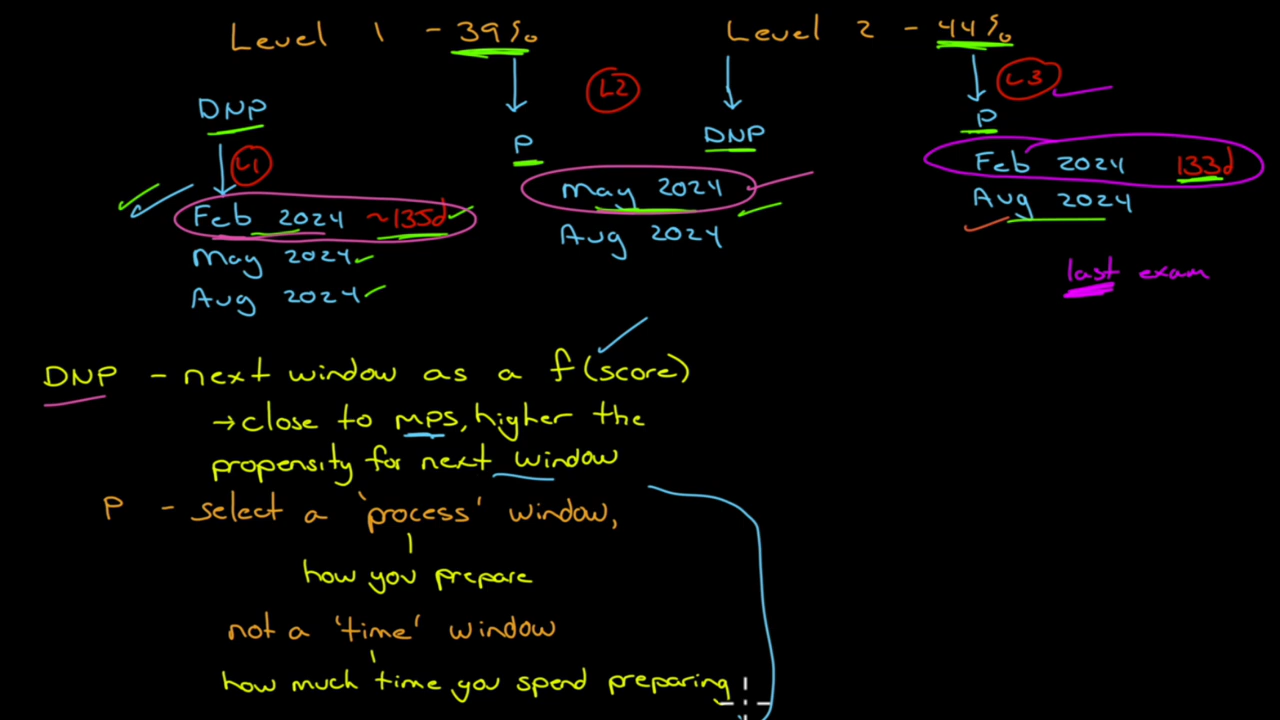 Level 1 - 39%
Level 2 - 44%
DNP
L1
Feb 2024 ~135d
May 2024
Aug 2024
P
L2
DNP
May 2024
Aug 2024
L3
P
Feb 2024 133d
Aug 2024
last exam
DNP - next window as a f(score)
→ close to MPS, higher the
propensity for next window
P - select a 'process' window,
how you prepare
not a 'time' window
how much time you spend preparing